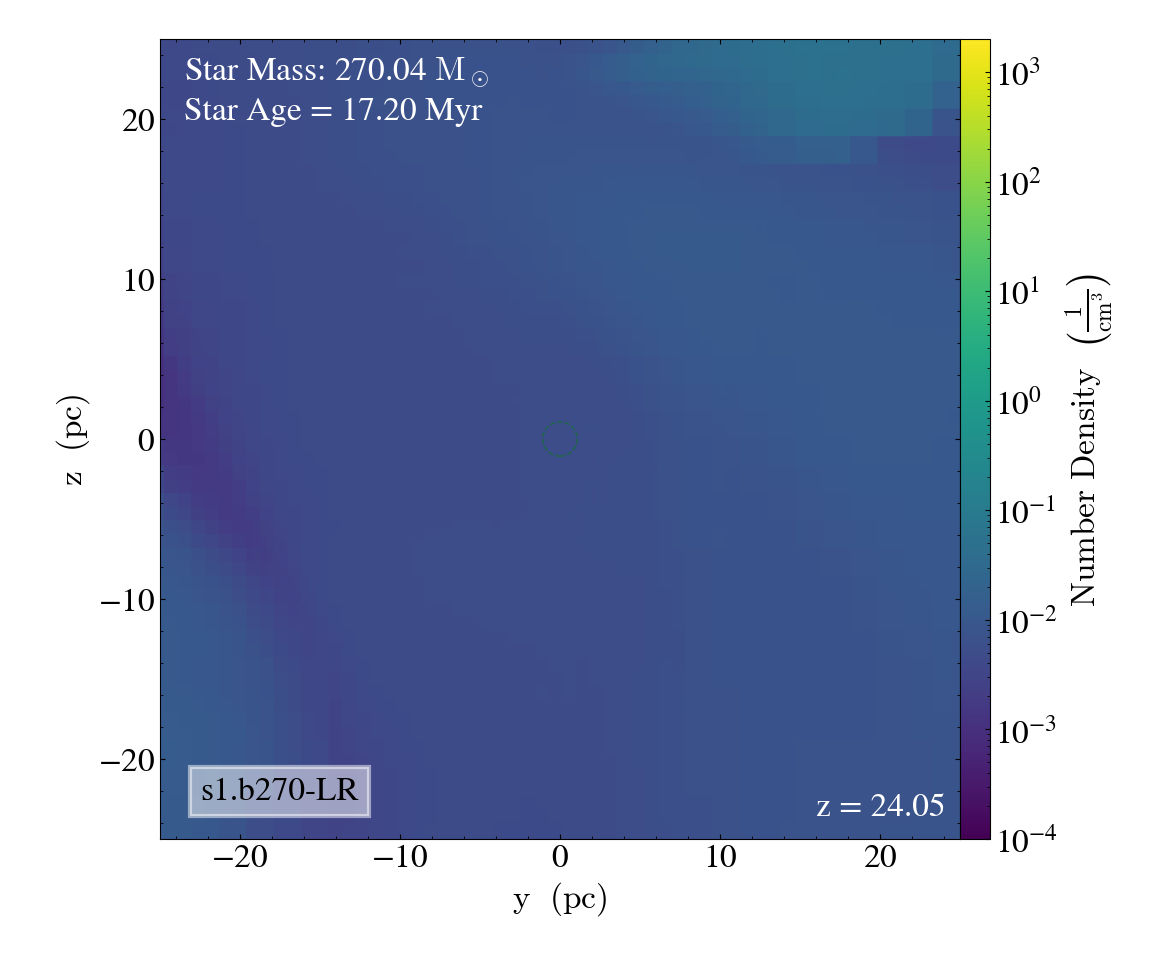 Star Mass: 270.04 M⊙
Star Age = 17.20 Myr
20
10
0
−10
−20
z (pc)
s1.b270-LR
z = 24.05
−20 −10 0 10 20
y (pc)
10³
10²
10¹
10⁰
10⁻¹
10⁻²
10⁻³
10⁻⁴
Number Density (1/cm³)